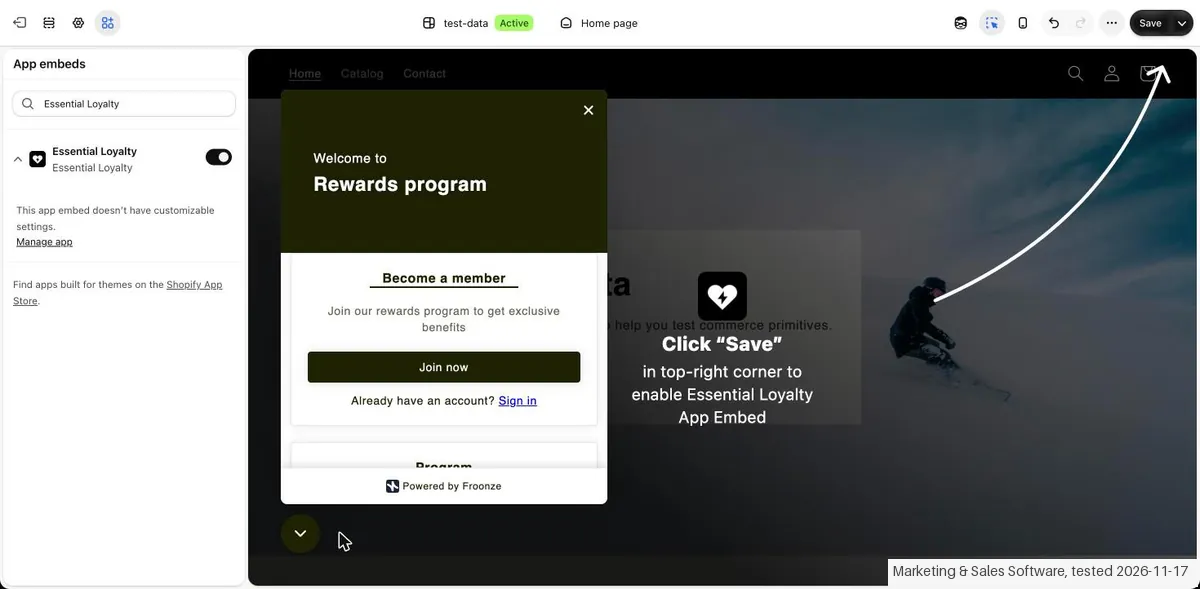 test-data Active Home page
Save
App embeds
Essential Loyalty
Essential Loyalty
Essential Loyalty
This app embed doesn't have customizable
settings.
Manage app
Find apps built for themes on the Shopify App
Store.
Home Catalog Contact
Welcome to
Rewards program
Become a member
Join our rewards program to get exclusive
benefits
Join now
Already have an account? Sign in
Program
Powered by Froonze
help you test commerce primitives.
Click “Save”
in top-right corner to
enable Essential Loyalty
App Embed
Marketing & Sales Software, tested 2026-11-17